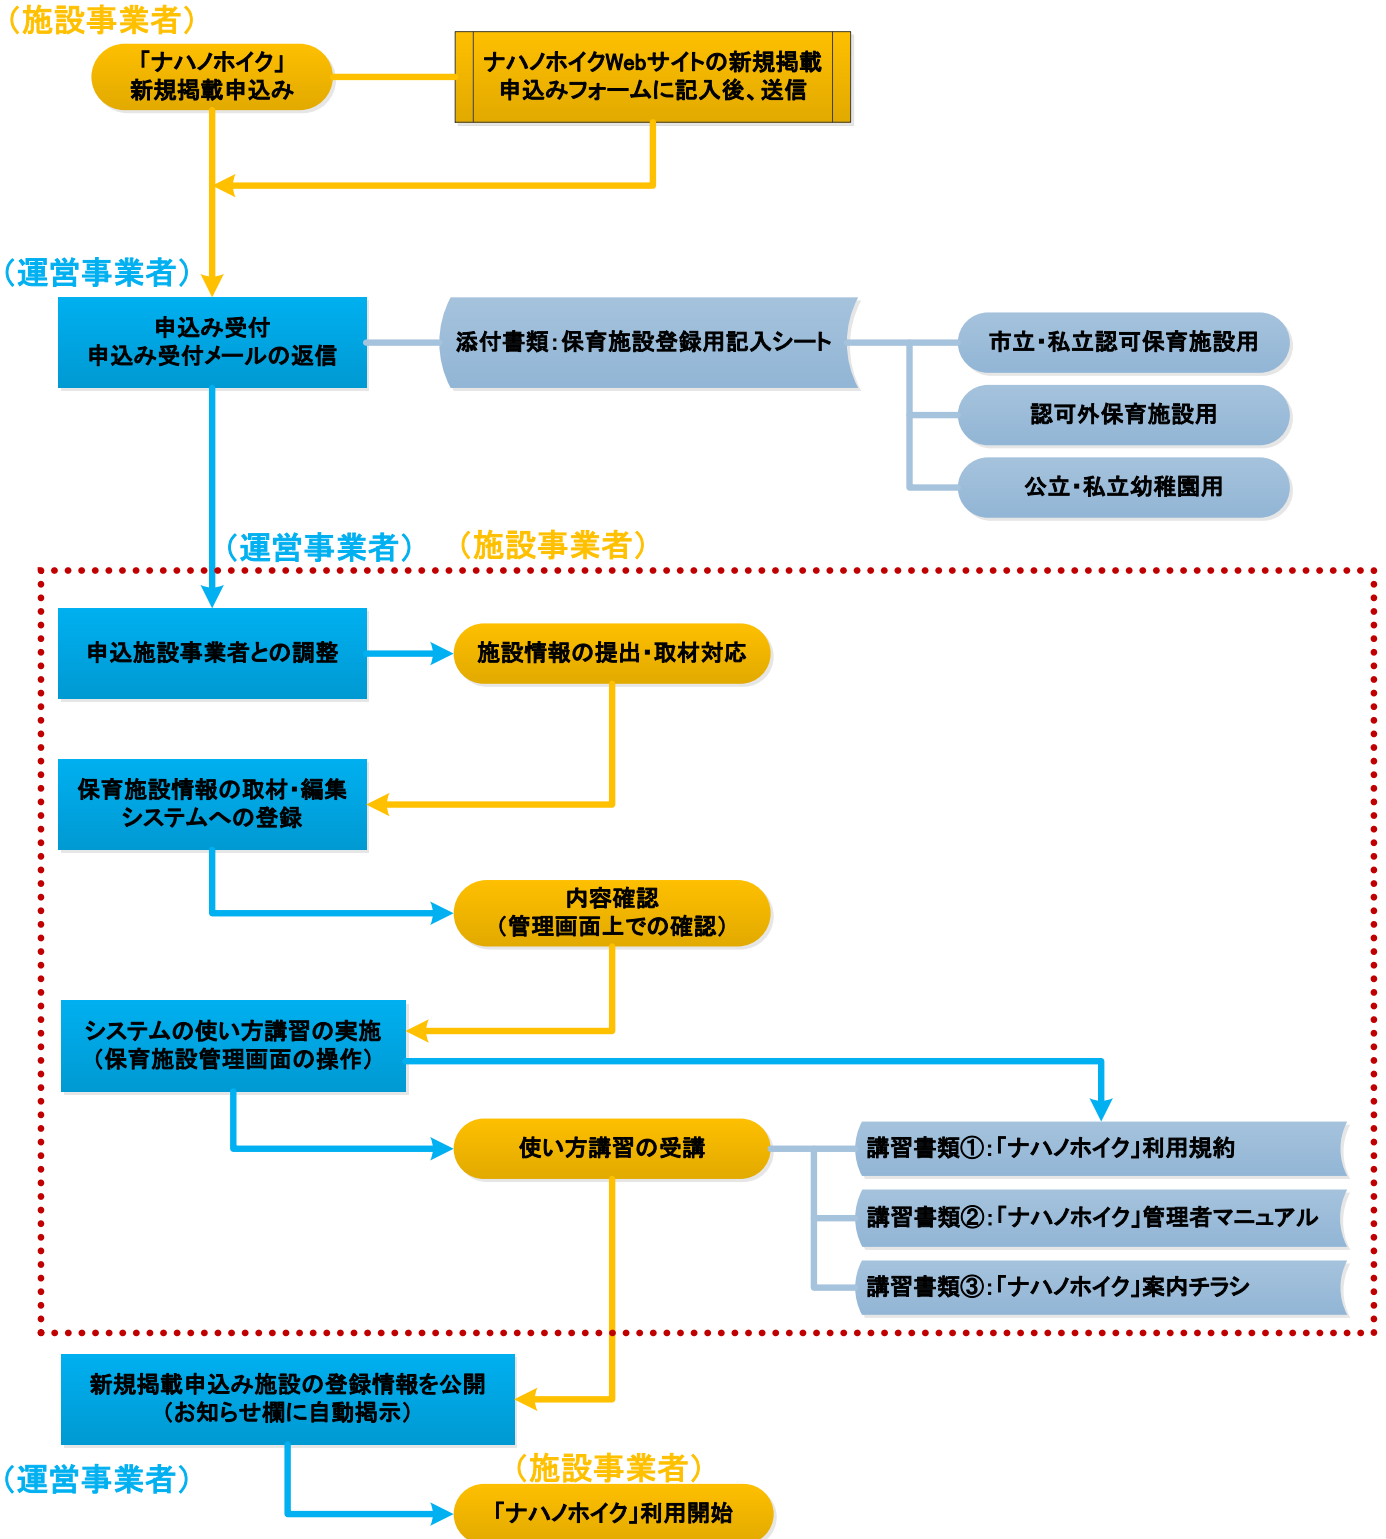 （施設事業者）
「ナハノホイク」
新規掲載申込み
ナハノホイクWebサイトの新規掲載
申込みフォームに記入後、送信
（運営事業者）
申込み受付
申込み受付メールの返信
添付書類：保育施設登録用記入シート
市立・私立認可保育施設用
認可外保育施設用
公立・私立幼稚園用
（運営事業者）
（施設事業者）
申込施設事業者との調整
施設情報の提出・取材対応
保育施設情報の取材・編集
システムへの登録
内容確認
（管理画面上での確認）
システムの使い方講習の実施
（保育施設管理画面の操作）
使い方講習の受講
講習書類①：「ナハノホイク」利用規約
講習書類②：「ナハノホイク」管理者マニュアル
講習書類③：「ナハノホイク」案内チラシ
新規掲載申込み施設の登録情報を公開
（お知らせ欄に自動掲示）
（運営事業者）
（施設事業者）
「ナハノホイク」利用開始